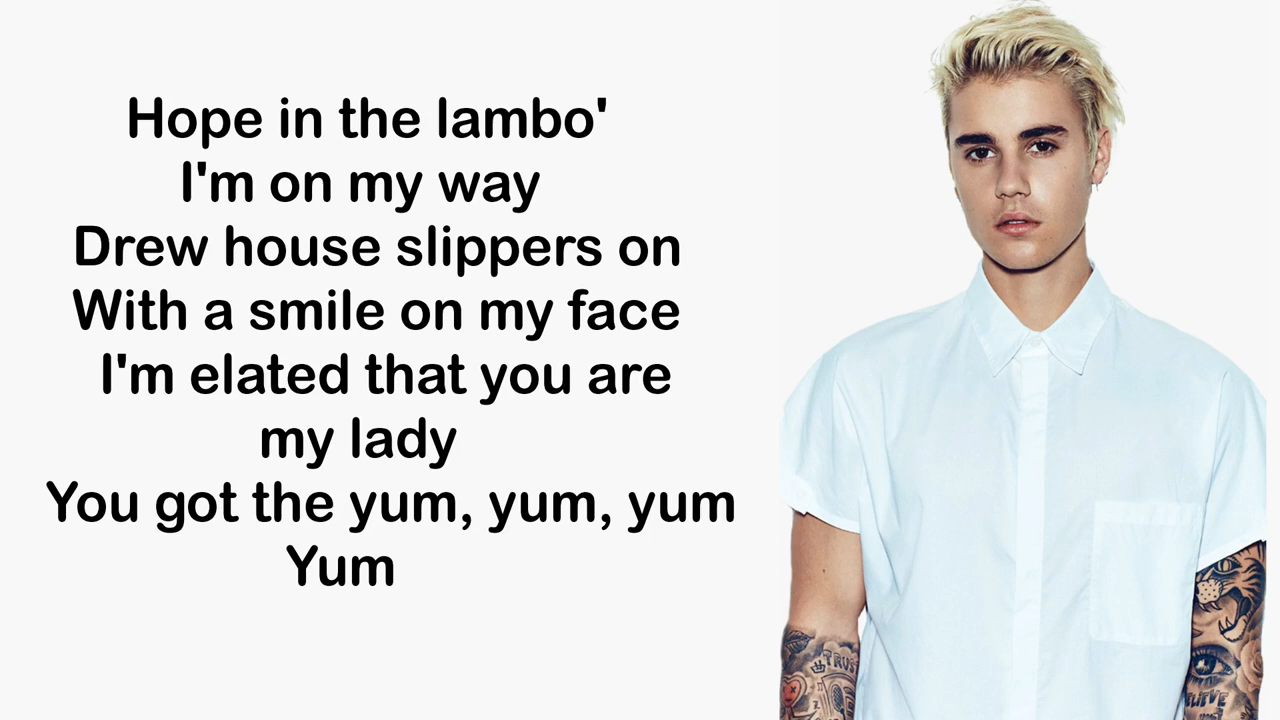 Hope in the lambo'
I'm on my way
Drew house slippers on
With a smile on my face
I'm elated that you are
my lady
You got the yum, yum, yum
Yum
TRUST